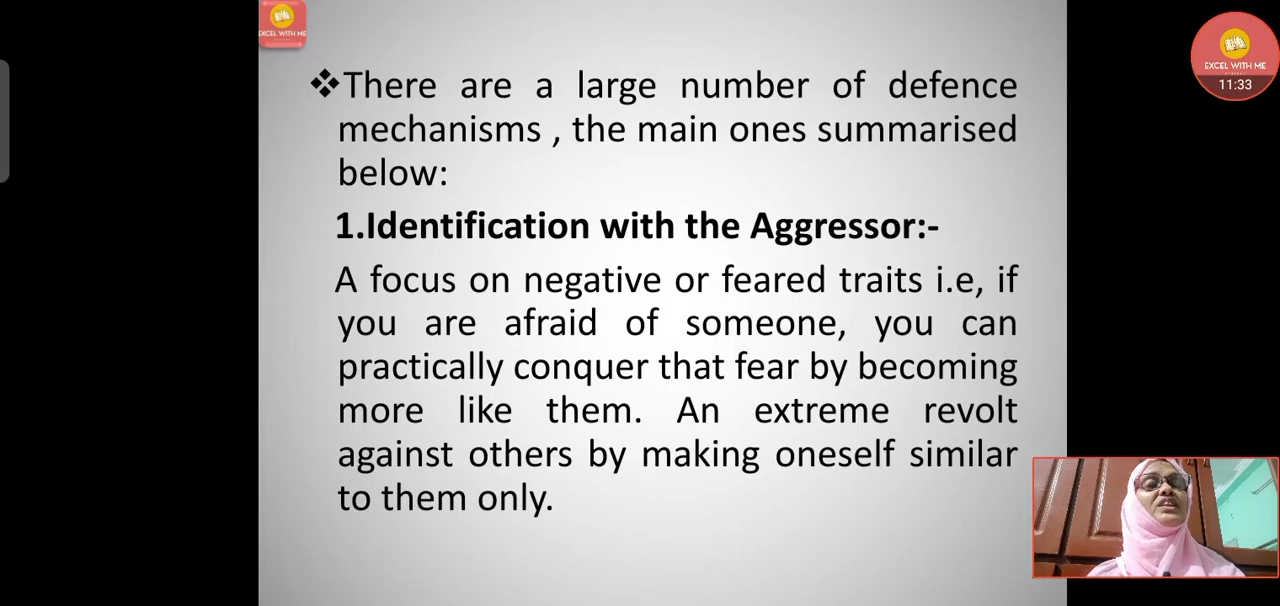 EXCEL WITH ME
EXCEL WITH ME
11:33
❖There are a large number of defence
mechanisms , the main ones summarised
below:
1.Identification with the Aggressor:-
A focus on negative or feared traits i.e, if
you are afraid of someone, you can
practically conquer that fear by becoming
more like them. An extreme revolt
against others by making oneself similar
to them only.